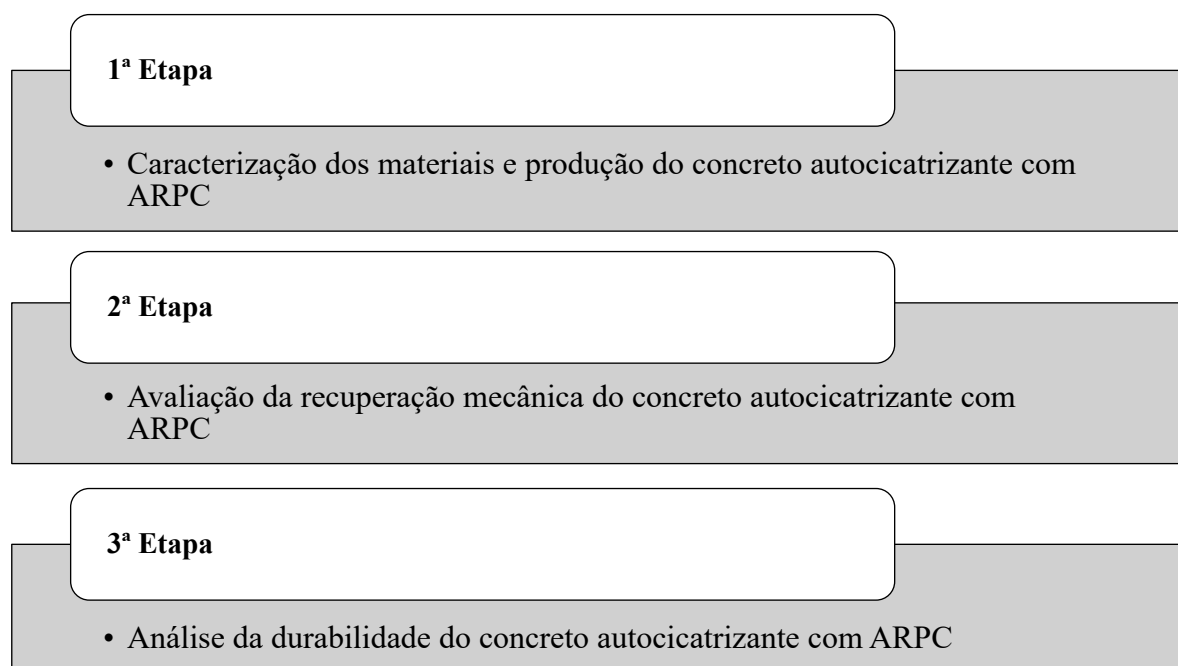 1ª Etapa
• Caracterização dos materiais e produção do concreto autocicatrizante com
ARPC
2ª Etapa
• Avaliação da recuperação mecânica do concreto autocicatrizante com
ARPC
3ª Etapa
• Análise da durabilidade do concreto autocicatrizante com ARPC